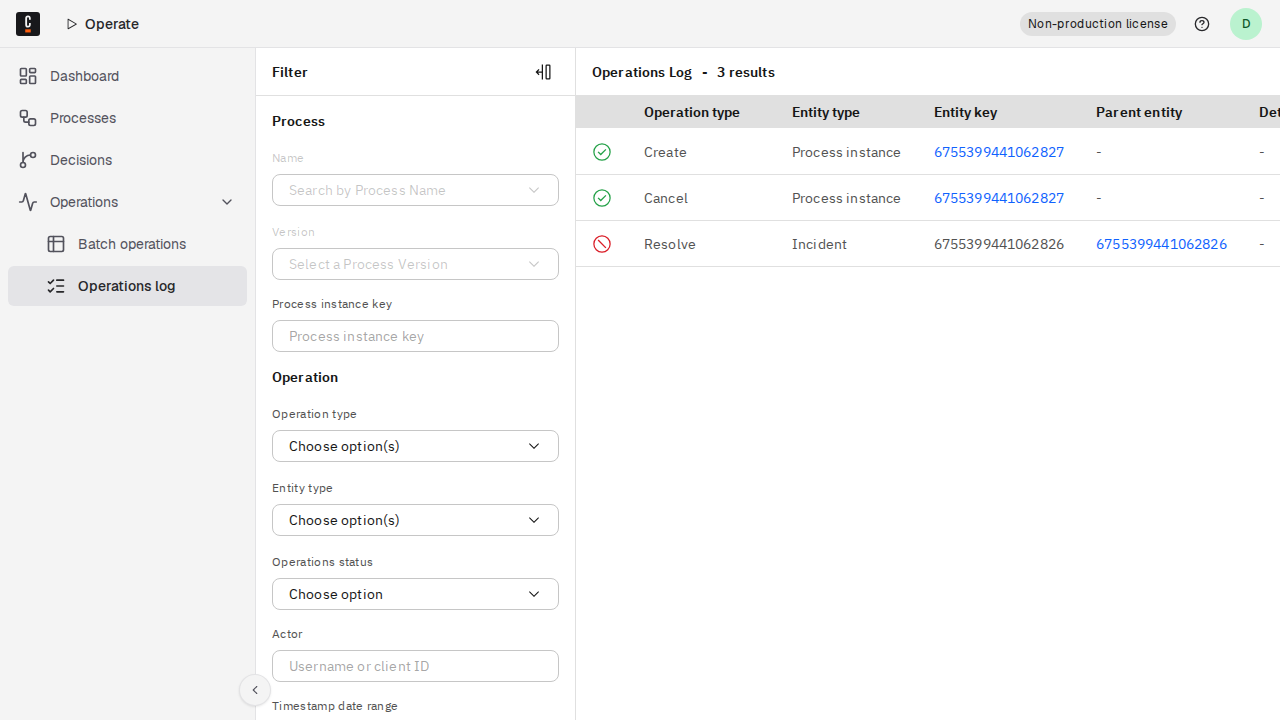 Operate
Non-production license
D
Dashboard
Processes
Decisions
Operations
Batch operations
Operations log
Filter
Process
Name
Search by Process Name
Version
Select a Process Version
Process instance key
Process instance key
Operation
Operation type
Choose option(s)
Entity type
Choose option(s)
Operations status
Choose option
Actor
Username or client ID
Timestamp date range
Operations Log - 3 results
Operation type Entity type Entity key Parent entity Det
Create Process instance 6755399441062827 - -
Cancel Process instance 6755399441062827 - -
Resolve Incident 6755399441062826 6755399441062826 -